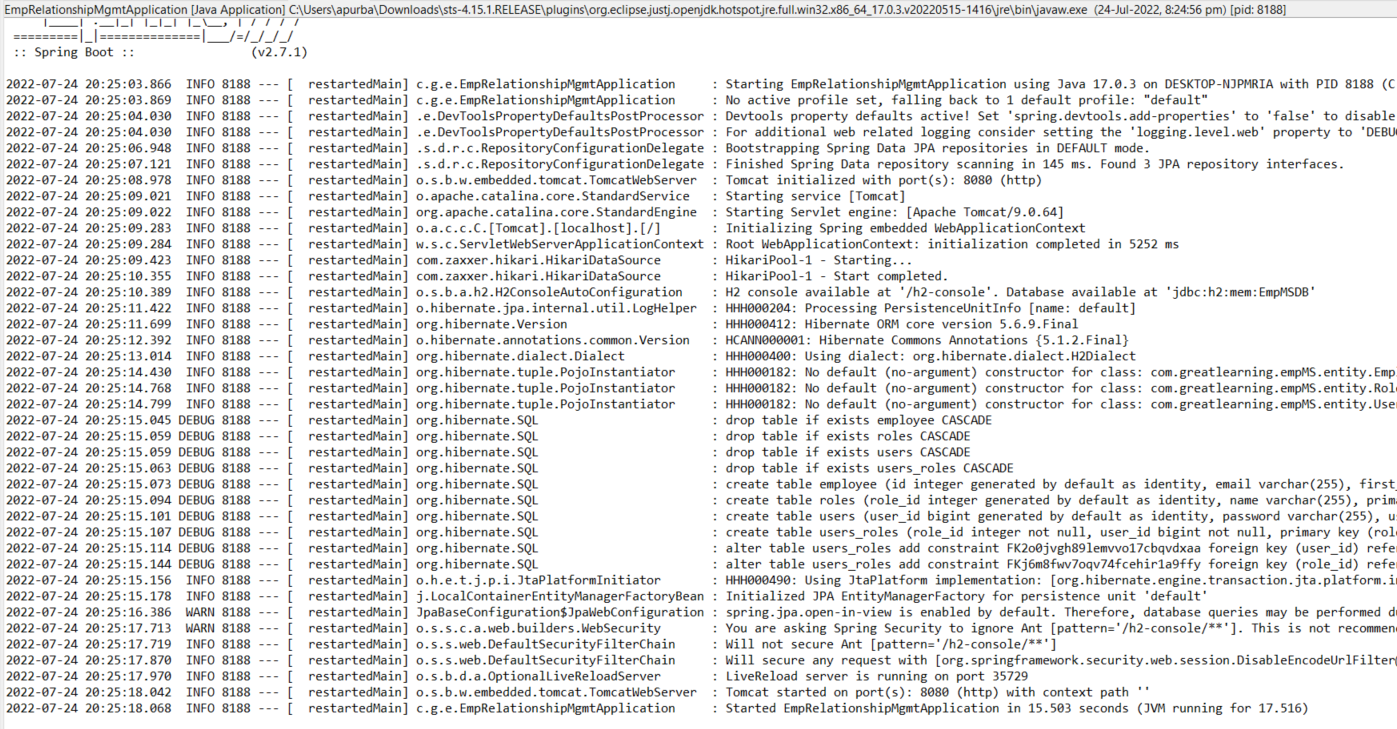 EmpRelationshipMgmtApplication [Java Application] C:\Users\apurba\Downloads\sts-4.15.1.RELEASE\plugins\org.eclipse.justj.openjdk.hotspot.jre.full.win32.x86_64_17.0.3.v20220515-1416\jre\bin\javaw.exe (24-Jul-2022, 8:24:56 pm) [pid: 8188]
  |____| .__|_| |_|_| |_\__, | / / / /
 =========|_|==============|___/=/_/_/_/
 :: Spring Boot ::                (v2.7.1)
2022-07-24 20:25:03.866  INFO 8188 --- [  restartedMain] c.g.e.EmpRelationshipMgmtApplication     : Starting EmpRelationshipMgmtApplication using Java 17.0.3 on DESKTOP-NJPMRIA with PID 8188 (C
2022-07-24 20:25:03.869  INFO 8188 --- [  restartedMain] c.g.e.EmpRelationshipMgmtApplication     : No active profile set, falling back to 1 default profile: "default"
2022-07-24 20:25:04.030  INFO 8188 --- [  restartedMain] .e.DevToolsPropertyDefaultsPostProcessor : Devtools property defaults active! Set 'spring.devtools.add-properties' to 'false' to disable
2022-07-24 20:25:04.030  INFO 8188 --- [  restartedMain] .e.DevToolsPropertyDefaultsPostProcessor : For additional web related logging consider setting the 'logging.level.web' property to 'DEBU
2022-07-24 20:25:06.948  INFO 8188 --- [  restartedMain] .s.d.r.c.RepositoryConfigurationDelegate : Bootstrapping Spring Data JPA repositories in DEFAULT mode.
2022-07-24 20:25:07.121  INFO 8188 --- [  restartedMain] .s.d.r.c.RepositoryConfigurationDelegate : Finished Spring Data repository scanning in 145 ms. Found 3 JPA repository interfaces.
2022-07-24 20:25:08.978  INFO 8188 --- [  restartedMain] o.s.b.w.embedded.tomcat.TomcatWebServer  : Tomcat initialized with port(s): 8080 (http)
2022-07-24 20:25:09.021  INFO 8188 --- [  restartedMain] o.apache.catalina.core.StandardService   : Starting service [Tomcat]
2022-07-24 20:25:09.022  INFO 8188 --- [  restartedMain] org.apache.catalina.core.StandardEngine  : Starting Servlet engine: [Apache Tomcat/9.0.64]
2022-07-24 20:25:09.283  INFO 8188 --- [  restartedMain] o.a.c.c.C.[Tomcat].[localhost].[/]       : Initializing Spring embedded WebApplicationContext
2022-07-24 20:25:09.284  INFO 8188 --- [  restartedMain] w.s.c.ServletWebServerApplicationContext : Root WebApplicationContext: initialization completed in 5252 ms
2022-07-24 20:25:09.423  INFO 8188 --- [  restartedMain] com.zaxxer.hikari.HikariDataSource       : HikariPool-1 - Starting...
2022-07-24 20:25:10.355  INFO 8188 --- [  restartedMain] com.zaxxer.hikari.HikariDataSource       : HikariPool-1 - Start completed.
2022-07-24 20:25:10.389  INFO 8188 --- [  restartedMain] o.s.b.a.h2.H2ConsoleAutoConfiguration    : H2 console available at '/h2-console'. Database available at 'jdbc:h2:mem:EmpMSDB'
2022-07-24 20:25:11.422  INFO 8188 --- [  restartedMain] o.hibernate.jpa.internal.util.LogHelper  : HHH000204: Processing PersistenceUnitInfo [name: default]
2022-07-24 20:25:11.699  INFO 8188 --- [  restartedMain] org.hibernate.Version                    : HHH000412: Hibernate ORM core version 5.6.9.Final
2022-07-24 20:25:12.392  INFO 8188 --- [  restartedMain] o.hibernate.annotations.common.Version   : HCANN000001: Hibernate Commons Annotations {5.1.2.Final}
2022-07-24 20:25:13.014  INFO 8188 --- [  restartedMain] org.hibernate.dialect.Dialect            : HHH000400: Using dialect: org.hibernate.dialect.H2Dialect
2022-07-24 20:25:14.430  INFO 8188 --- [  restartedMain] org.hibernate.tuple.PojoInstantiator     : HHH000182: No default (no-argument) constructor for class: com.greatlearning.empMS.entity.Emp
2022-07-24 20:25:14.768  INFO 8188 --- [  restartedMain] org.hibernate.tuple.PojoInstantiator     : HHH000182: No default (no-argument) constructor for class: com.greatlearning.empMS.entity.Rol
2022-07-24 20:25:14.799  INFO 8188 --- [  restartedMain] org.hibernate.tuple.PojoInstantiator     : HHH000182: No default (no-argument) constructor for class: com.greatlearning.empMS.entity.Use
2022-07-24 20:25:15.045 DEBUG 8188 --- [  restartedMain] org.hibernate.SQL                        : drop table if exists employee CASCADE
2022-07-24 20:25:15.059 DEBUG 8188 --- [  restartedMain] org.hibernate.SQL                        : drop table if exists roles CASCADE
2022-07-24 20:25:15.059 DEBUG 8188 --- [  restartedMain] org.hibernate.SQL                        : drop table if exists users CASCADE
2022-07-24 20:25:15.063 DEBUG 8188 --- [  restartedMain] org.hibernate.SQL                        : drop table if exists users_roles CASCADE
2022-07-24 20:25:15.073 DEBUG 8188 --- [  restartedMain] org.hibernate.SQL                        : create table employee (id integer generated by default as identity, email varchar(255), first_
2022-07-24 20:25:15.094 DEBUG 8188 --- [  restartedMain] org.hibernate.SQL                        : create table roles (role_id integer generated by default as identity, name varchar(255), prim
2022-07-24 20:25:15.101 DEBUG 8188 --- [  restartedMain] org.hibernate.SQL                        : create table users (user_id bigint generated by default as identity, password varchar(255), us
2022-07-24 20:25:15.107 DEBUG 8188 --- [  restartedMain] org.hibernate.SQL                        : create table users_roles (role_id integer not null, user_id bigint not null, primary key (rol
2022-07-24 20:25:15.114 DEBUG 8188 --- [  restartedMain] org.hibernate.SQL                        : alter table users_roles add constraint FK2o0jvgh89lemvvo17cbqvdxaa foreign key (user_id) refer
2022-07-24 20:25:15.144 DEBUG 8188 --- [  restartedMain] org.hibernate.SQL                        : alter table users_roles add constraint FKj6m8fwv7oqv74fcehir1a9ffy foreign key (role_id) refer
2022-07-24 20:25:15.156  INFO 8188 --- [  restartedMain] o.h.e.t.j.p.i.JtaPlatformInitiator       : HHH000490: Using JtaPlatform implementation: [org.hibernate.engine.transaction.jta.platform.in
2022-07-24 20:25:15.178  INFO 8188 --- [  restartedMain] j.LocalContainerEntityManagerFactoryBean : Initialized JPA EntityManagerFactory for persistence unit 'default'
2022-07-24 20:25:16.386  WARN 8188 --- [  restartedMain] JpaBaseConfiguration$JpaWebConfiguration : spring.jpa.open-in-view is enabled by default. Therefore, database queries may be performed du
2022-07-24 20:25:17.713  WARN 8188 --- [  restartedMain] o.s.s.c.a.web.builders.WebSecurity       : You are asking Spring Security to ignore Ant [pattern='/h2-console/**']. This is not recommen
2022-07-24 20:25:17.719  INFO 8188 --- [  restartedMain] o.s.s.web.DefaultSecurityFilterChain     : Will not secure Ant [pattern='/h2-console/**']
2022-07-24 20:25:17.870  INFO 8188 --- [  restartedMain] o.s.s.web.DefaultSecurityFilterChain     : Will secure any request with [org.springframework.security.web.session.DisableEncodeUrlFilter(
2022-07-24 20:25:17.970  INFO 8188 --- [  restartedMain] o.s.b.d.a.OptionalLiveReloadServer       : LiveReload server is running on port 35729
2022-07-24 20:25:18.042  INFO 8188 --- [  restartedMain] o.s.b.w.embedded.tomcat.TomcatWebServer  : Tomcat started on port(s): 8080 (http) with context path ''
2022-07-24 20:25:18.068  INFO 8188 --- [  restartedMain] c.g.e.EmpRelationshipMgmtApplication     : Started EmpRelationshipMgmtApplication in 15.503 seconds (JVM running for 17.516)